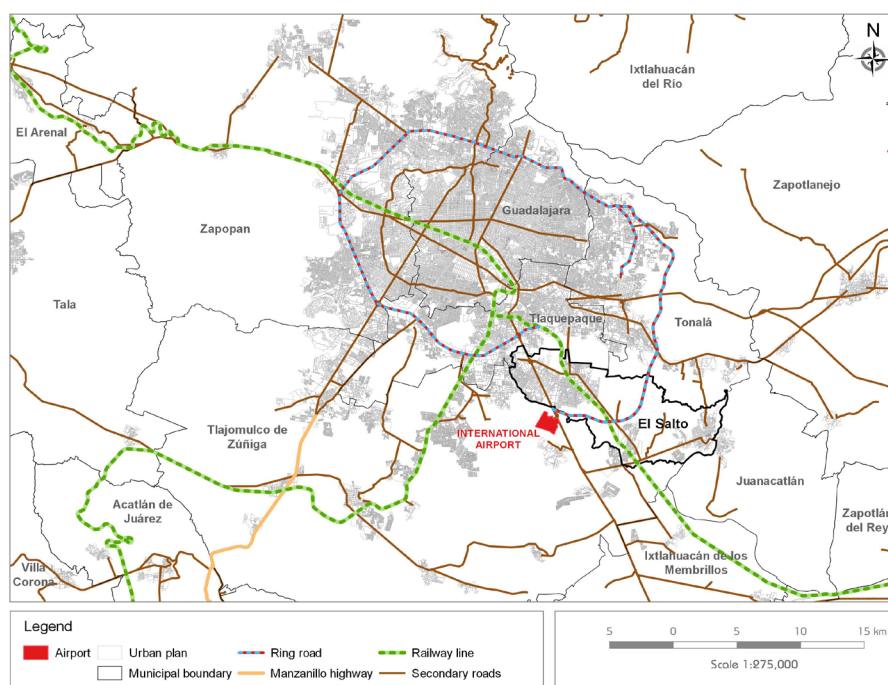 N
Ixtlahuacán
del Rio
El Arenal
Zapotlanejo
Guadalajara
Zapopan
Tala
Tlaquepaque
Tonalá
El Salto
INTERNATIONAL
AIRPORT
Tlajomulco de
Zúñiga
Juanacatlán
Acatlán de
Juárez
Zapotlán
del Rey
Ixtlahuacán de los
Membrillos
Villa
Corona
Legend
Airport
Urban plan
Ring road
Railway line
Municipal boundary
Manzanillo highway
Secondary roads
5 0 5 10 15 km
Scale 1:275,000